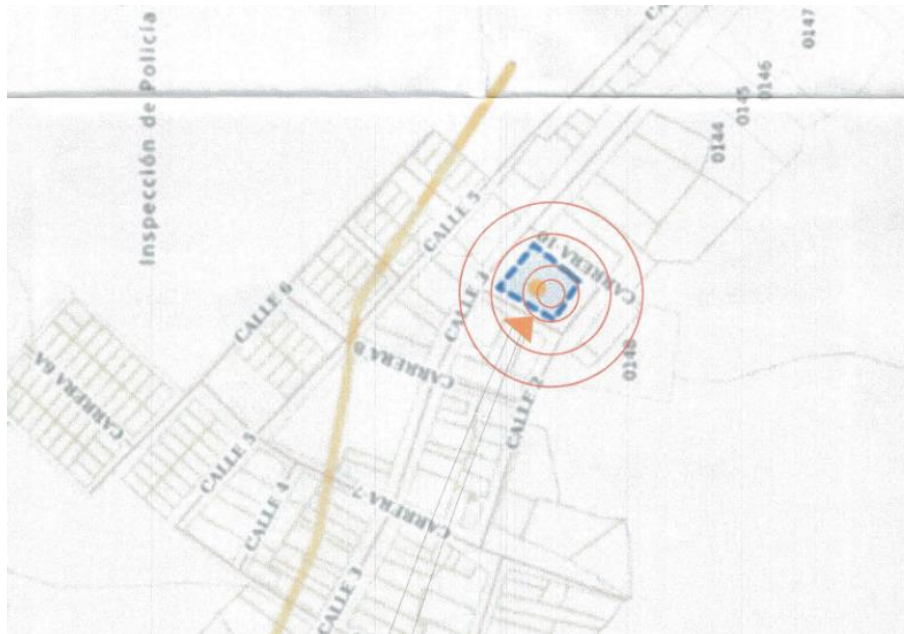 Inspección de Policía
0147
0146
0145
0144
CALLE 5
CARRERA 10
CALLE 6
CALLE 4
CARRERA 8
0148
CARRERA 6A
CALLE 2
CALLE 5
CALLE 4
CARRERA 7
CALLE 3